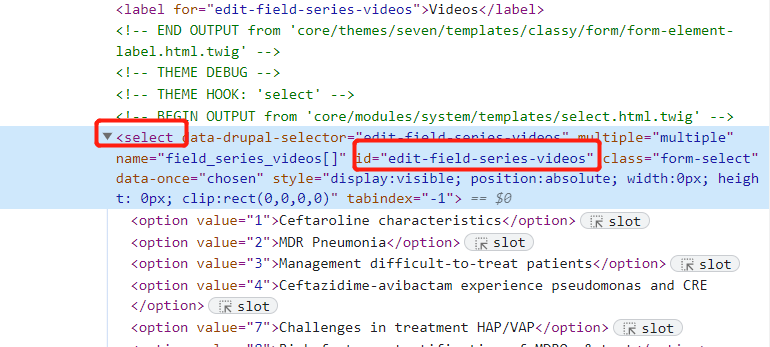 <label for="edit-field-series-videos">Videos</label>
<!-- END OUTPUT from 'core/themes/seven/templates/classy/form/form-element-
label.html.twig' -->
<!-- THEME DEBUG -->
<!-- THEME HOOK: 'select' -->
<!-- BEGIN OUTPUT from 'core/modules/system/templates/select.html.twig' -->
<select data-drupal-selector="edit-field-series-videos" multiple="multiple"
name="field_series_videos[]" id="edit-field-series-videos" class="form-select"
data-once="chosen" style="display:visible; position:absolute; width:0px; heigh
t: 0px; clip:rect(0,0,0,0)" tabindex="-1"> == $0
<option value="1">Ceftaroline characteristics</option> slot
<option value="2">MDR Pneumonia</option> slot
<option value="3">Management difficult-to-treat patients</option> slot
<option value="4">Ceftazidime-avibactam experience pseudomonas and CRE
</option> slot
<option value="7">Challenges in treatment HAP/VAP</option> slot